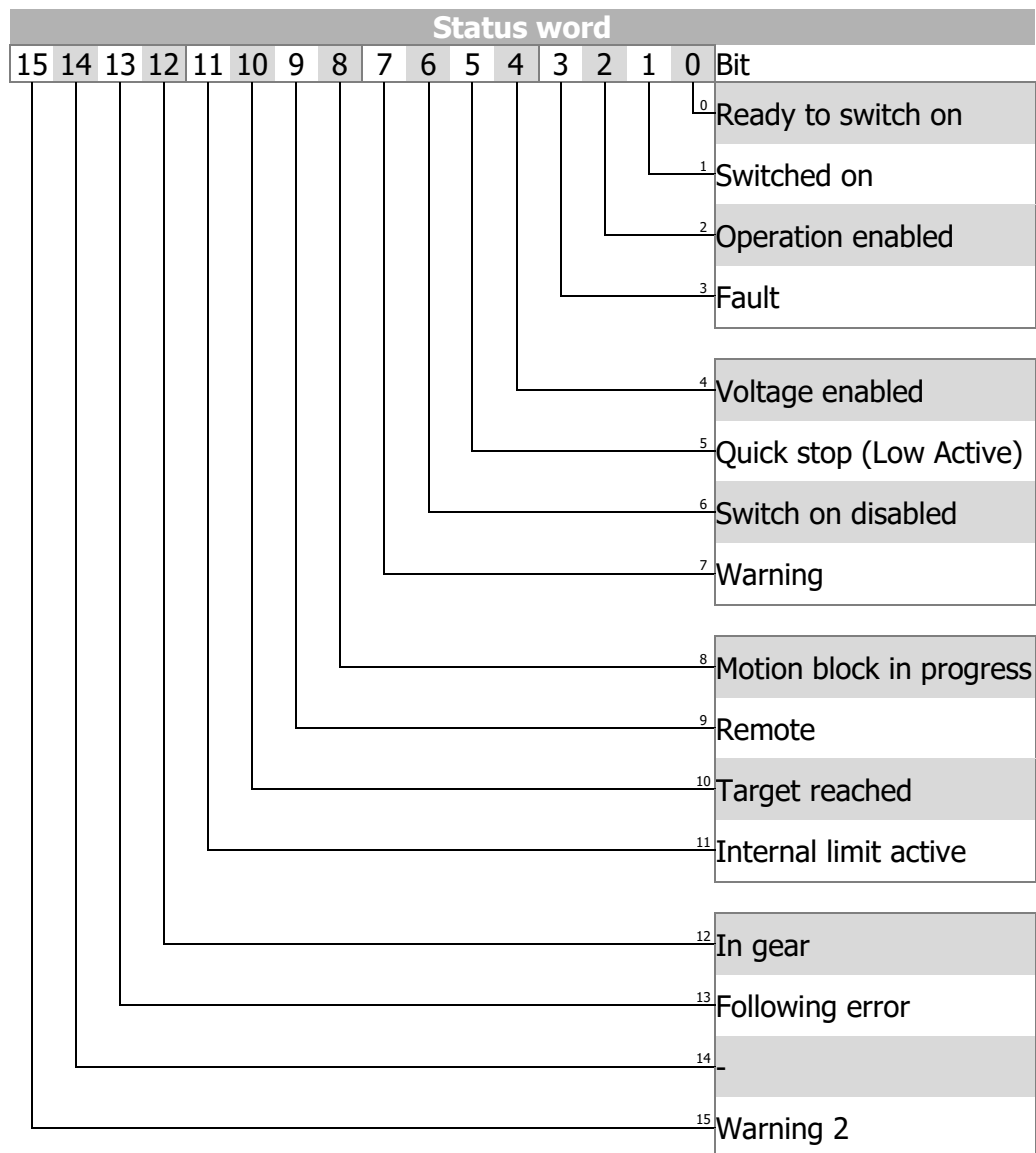 Status word
15 14 13 12 11 10 9 8 7 6 5 4 3 2 1 0 Bit
0 Ready to switch on
1 Switched on
2 Operation enabled
3 Fault
4 Voltage enabled
5 Quick stop (Low Active)
6 Switch on disabled
7 Warning
8 Motion block in progress
9 Remote
10 Target reached
11 Internal limit active
12 In gear
13 Following error
14 -
15 Warning 2